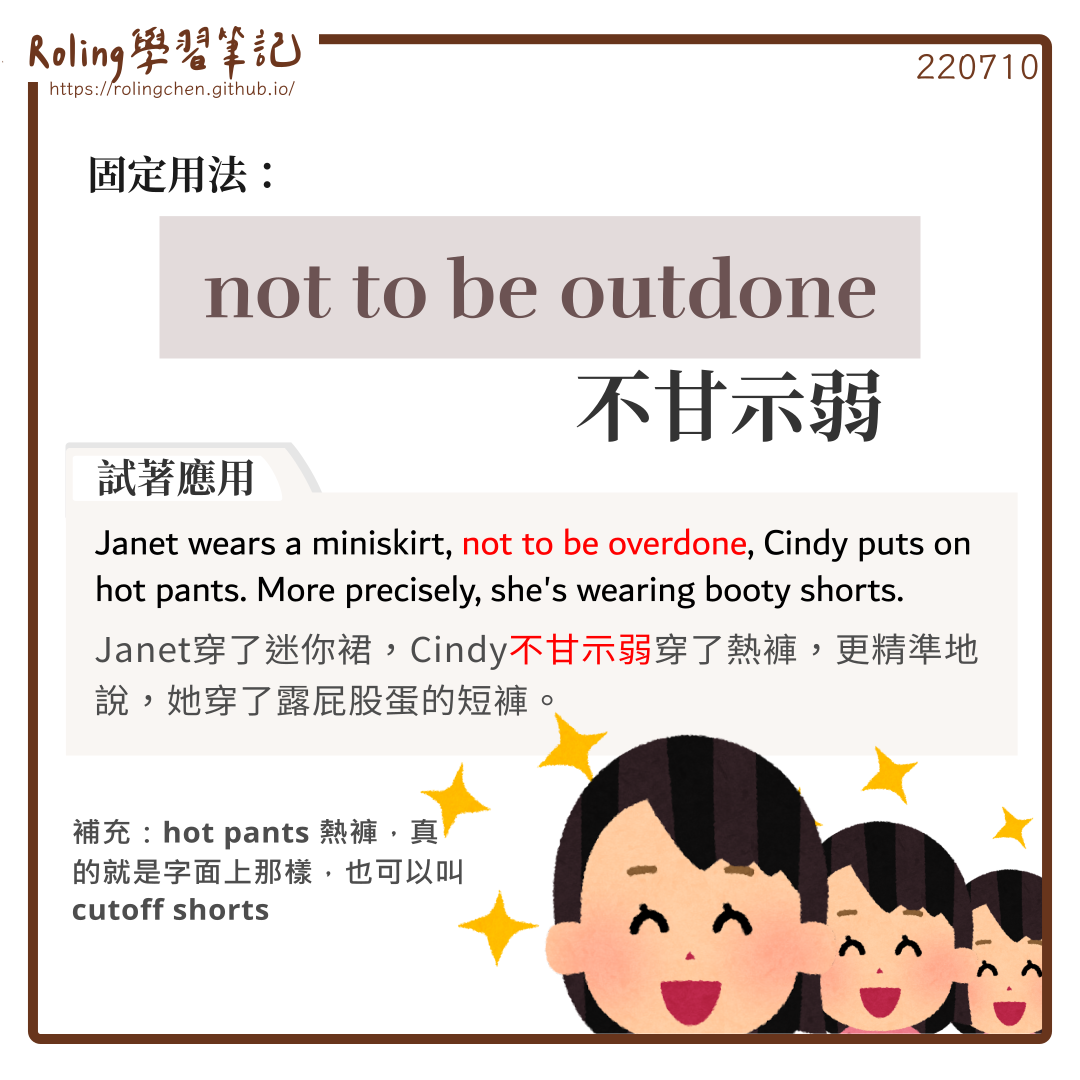 Roling學習筆記
https://rolingchen.github.io/
220710
固定用法：
not to be outdone
不甘示弱
試著應用
Janet wears a miniskirt, not to be overdone, Cindy puts on
hot pants. More precisely, she's wearing booty shorts.
Janet穿了迷你裙，Cindy不甘示弱穿了熱褲，更精準地
說，她穿了露屁股蛋的短褲。
補充：hot pants 熱褲，真
的就是字面上那樣，也可以叫
cutoff shorts